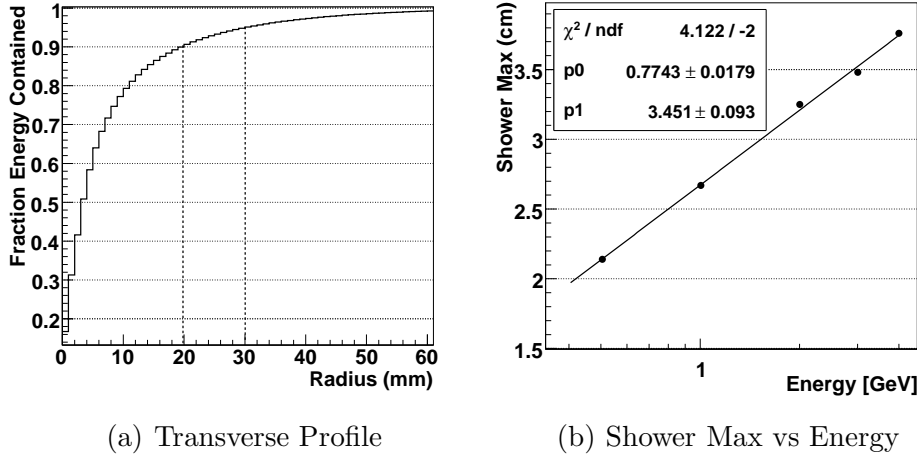 Fraction Energy Contained
1
0.9
0.8
0.7
0.6
0.5
0.4
0.3
0.2
0 10 20 30 40 50 60
Radius (mm)
(a) Transverse Profile
Shower Max (cm)
χ² / ndf 4.122 / -2
p0 0.7743 ± 0.0179
p1 3.451 ± 0.093
3.5
3
2.5
2
1.5
1
Energy [GeV]
(b) Shower Max vs Energy